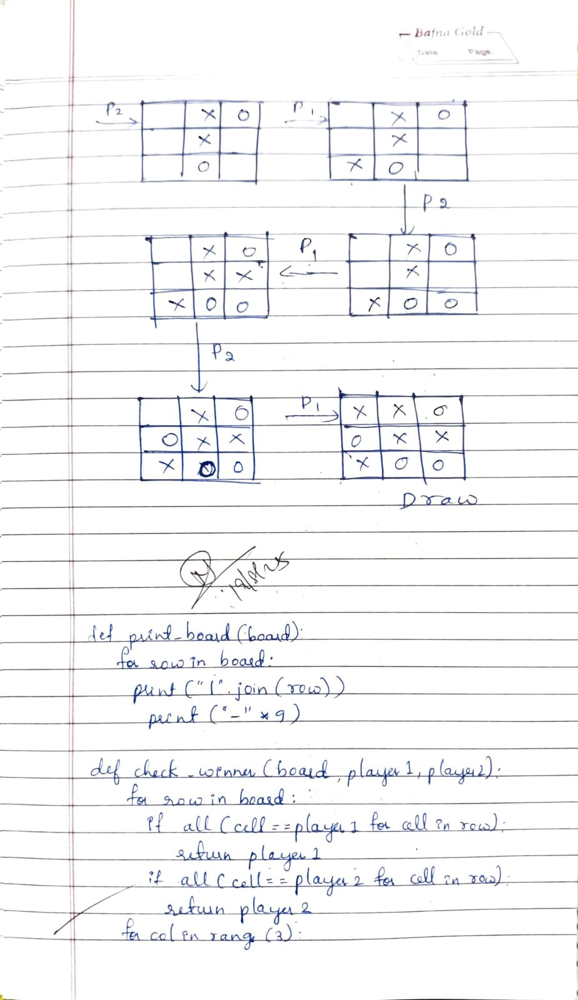 Bafna Gold
Date Page.
P2
X O
X
O
P1
X O
X
X O
P2
X O
X
X O O
P1
X O
X X
X O O
P2
X O
O X X
X O O
P1
X X O
O X X
X O O
Draw
def print_board (board):
for row in board:
print ("|".join (row))
print ("-" * 9)
def check_winner (board, player1, player2):
for row in board:
if all (cell == player1 for cell in row):
return player1
if all (cell == player2 for cell in row):
return player2
for col in range (3):